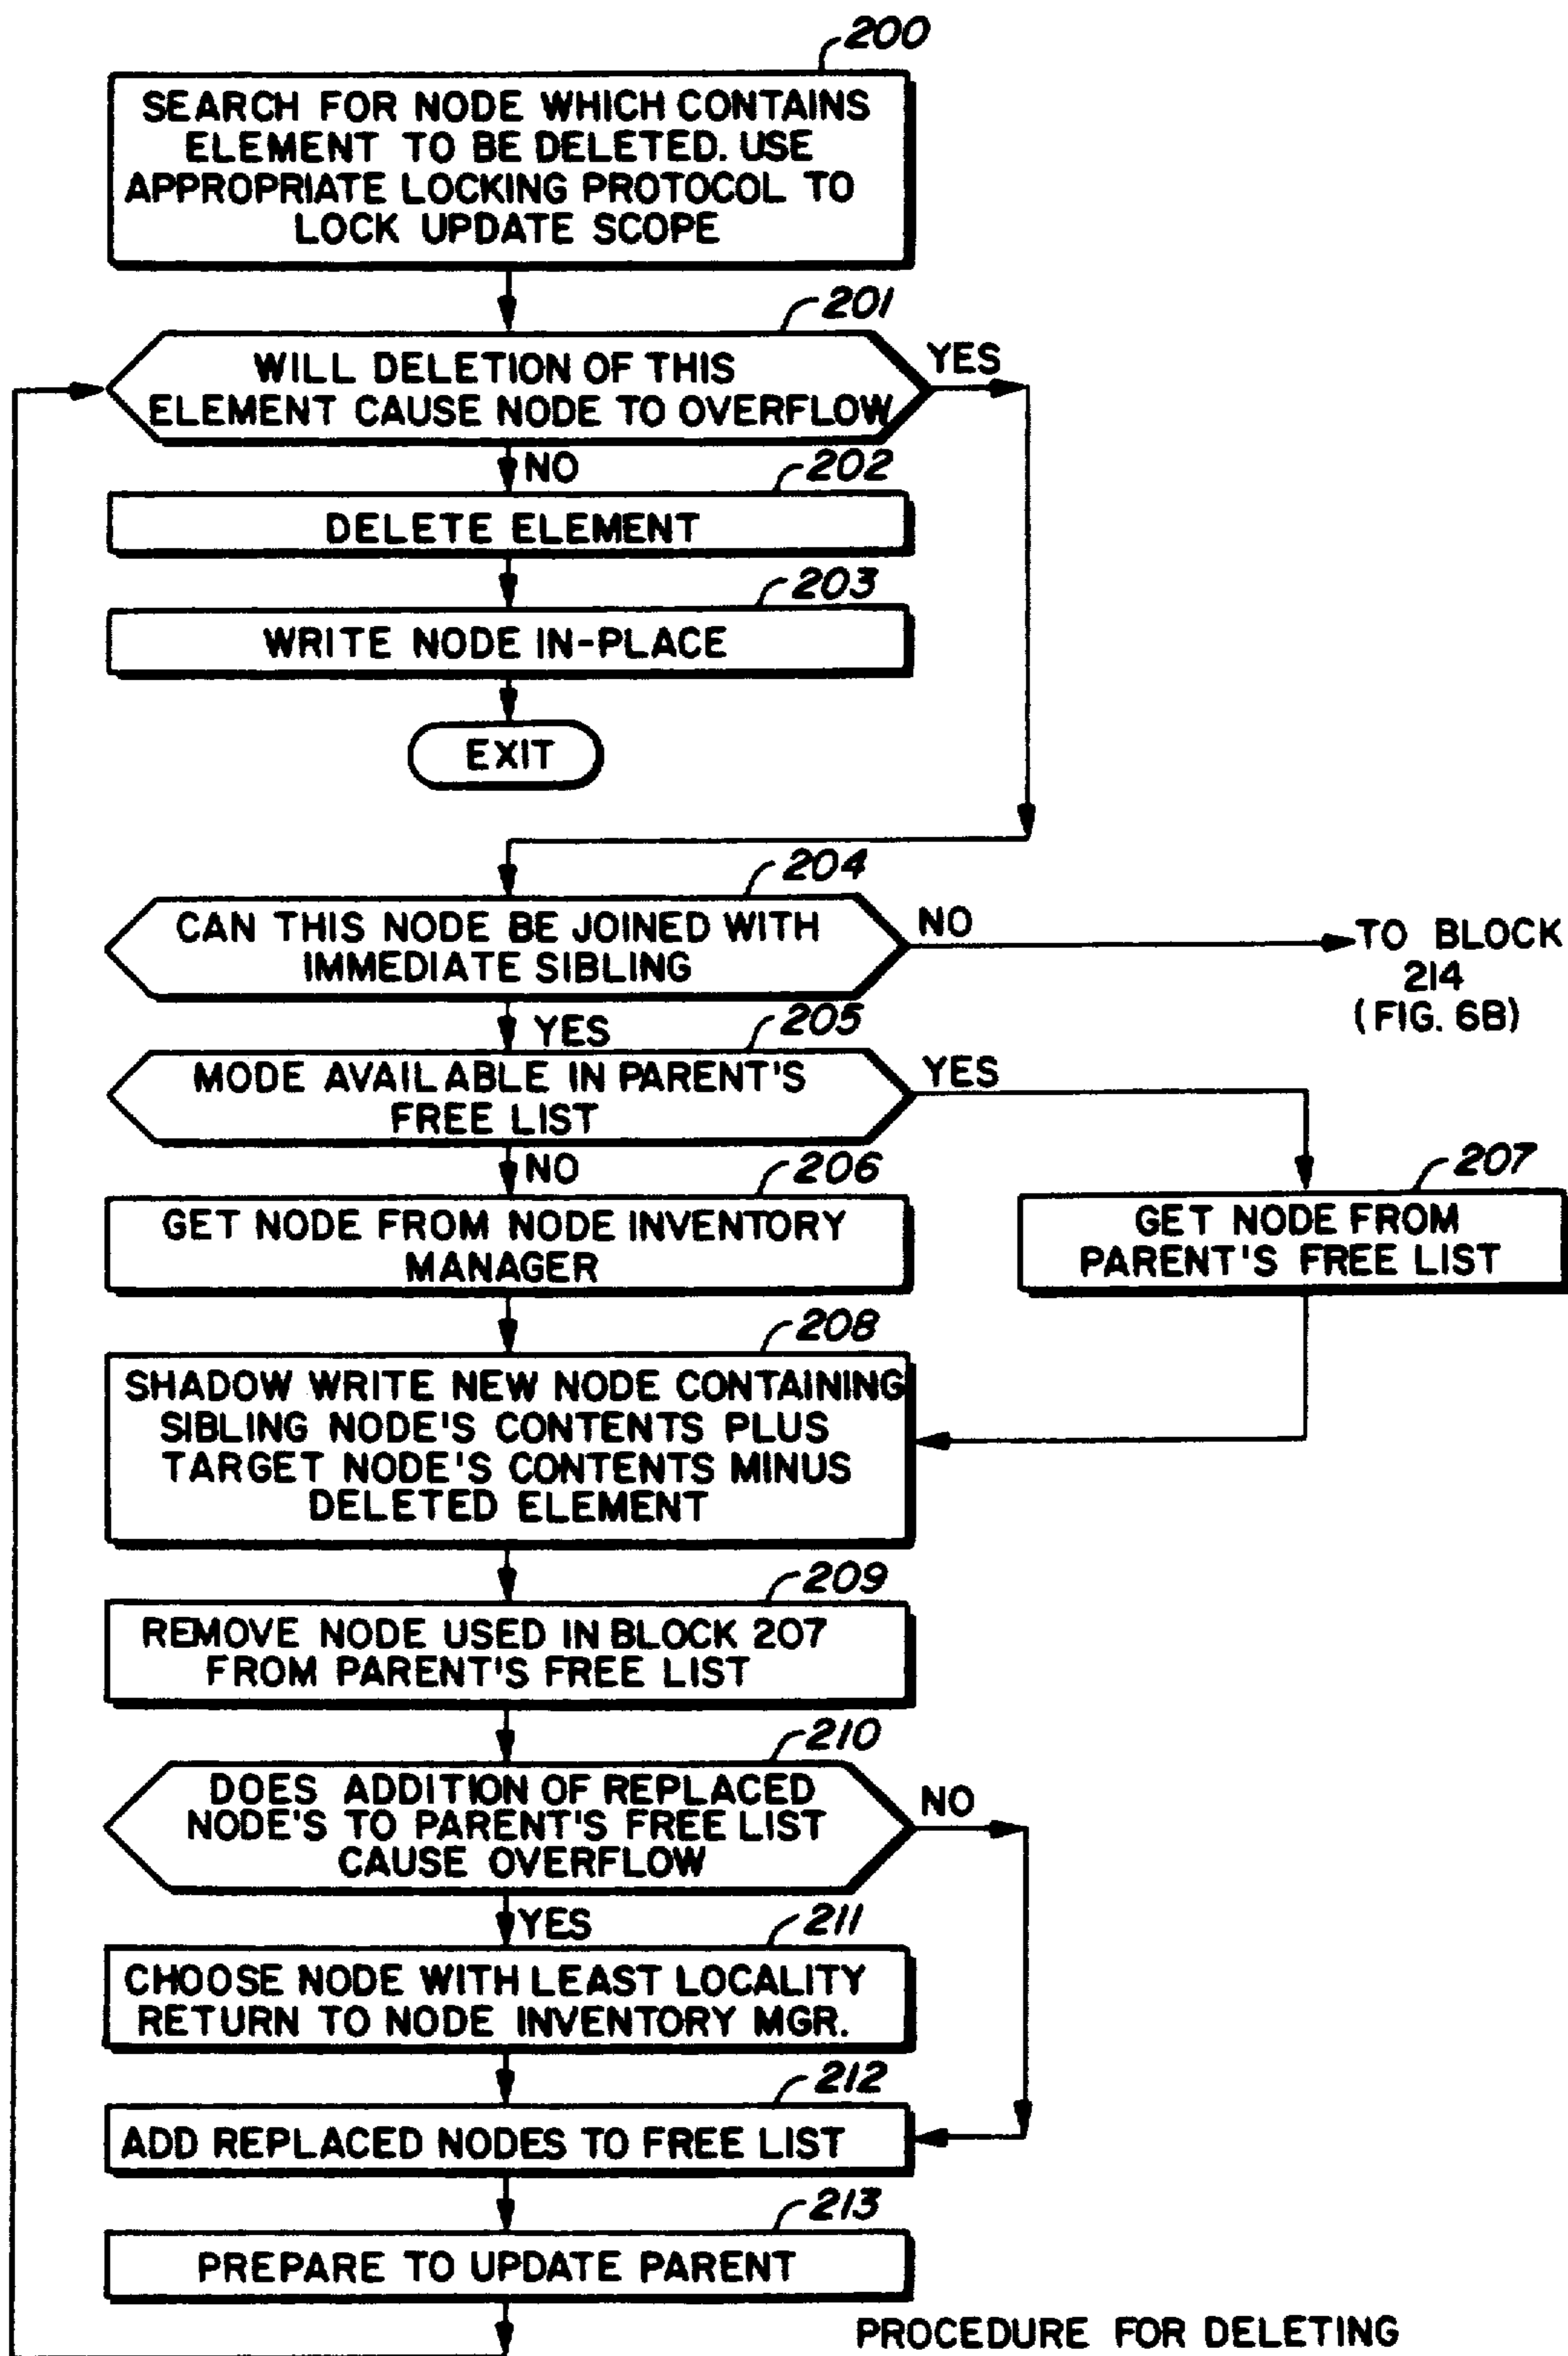 200
SEARCH FOR NODE WHICH CONTAINS
ELEMENT TO BE DELETED. USE
APPROPRIATE LOCKING PROTOCOL TO
LOCK UPDATE SCOPE
201
WILL DELETION OF THIS
ELEMENT CAUSE NODE TO OVERFLOW
YES
NO
202
DELETE ELEMENT
203
WRITE NODE IN-PLACE
EXIT
204
CAN THIS NODE BE JOINED WITH
IMMEDIATE SIBLING
NO
TO BLOCK
214
(FIG. 6B)
YES
205
MODE AVAILABLE IN PARENT'S
FREE LIST
YES
NO
206
GET NODE FROM NODE INVENTORY
MANAGER
207
GET NODE FROM
PARENT'S FREE LIST
208
SHADOW WRITE NEW NODE CONTAINING
SIBLING NODE'S CONTENTS PLUS
TARGET NODE'S CONTENTS MINUS
DELETED ELEMENT
209
REMOVE NODE USED IN BLOCK 207
FROM PARENT'S FREE LIST
210
DOES ADDITION OF REPLACED
NODE'S TO PARENT'S FREE LIST
CAUSE OVERFLOW
NO
YES
211
CHOOSE NODE WITH LEAST LOCALITY
RETURN TO NODE INVENTORY MGR.
212
ADD REPLACED NODES TO FREE LIST
213
PREPARE TO UPDATE PARENT
PROCEDURE FOR DELETING